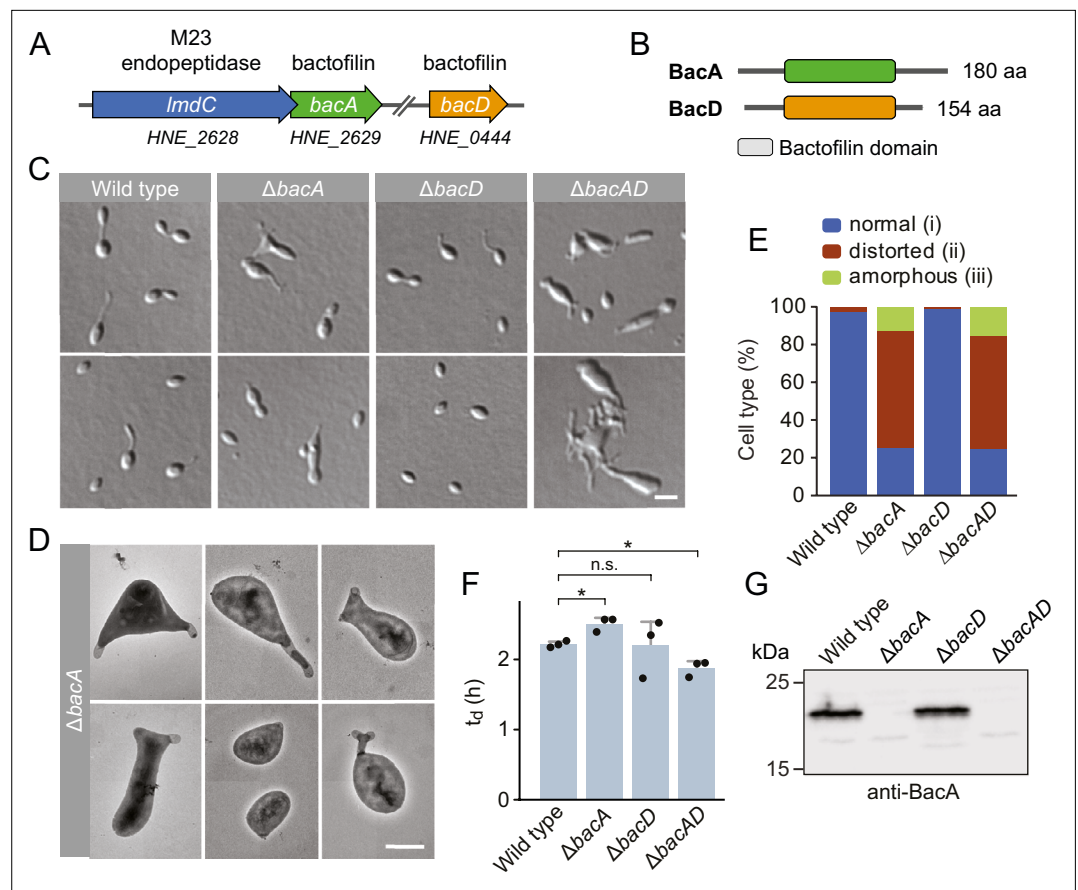 A
M23
endopeptidase
bactofilin
bactofilin
lmdC
bacA
bacD
HNE_2628
HNE_2629
HNE_0444
B
BacA
180 aa
BacD
154 aa
Bactofilin domain
C
Wild type
ΔbacA
ΔbacD
ΔbacAD
D
ΔbacA
E
normal (i)
distorted (ii)
amorphous (iii)
Cell type (%)
100
80
60
40
20
0
Wild type
ΔbacA
ΔbacD
ΔbacAD
F
*
n.s.
*
td (h)
2
1
0
Wild type
ΔbacA
ΔbacD
ΔbacAD
G
Wild type
ΔbacA
ΔbacD
ΔbacAD
kDa
25
15
anti-BacA